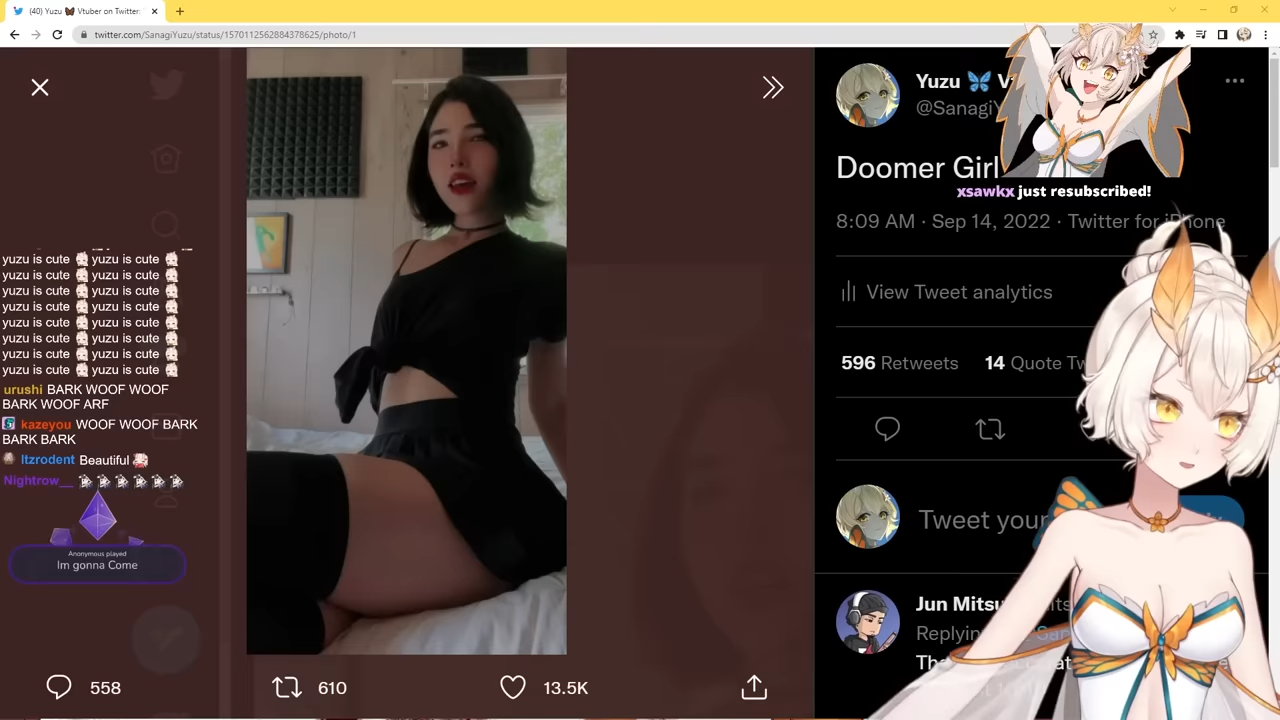 (40) Yuzu 🦋 Vtuber on Twitter:
twitter.com/SanagiYuzu/status/1570112562884378625/photo/1
Yuzu 🦋 V
@SanagiY
Doomer Girl
xsawkx just resubscribed!
8:09 AM · Sep 14, 2022 · Twitter for iPhone
View Tweet analytics
596 Retweets 14 Quote Tw
Tweet your
Jun Mitsu
Replying
yuzu is cute yuzu is cute
yuzu is cute yuzu is cute
yuzu is cute yuzu is cute
yuzu is cute yuzu is cute
yuzu is cute yuzu is cute
yuzu is cute yuzu is cute
yuzu is cute yuzu is cute
yuzu is cute yuzu is cute
urushi BARK WOOF WOOF
BARK WOOF ARF
kazeyou WOOF WOOF BARK
BARK BARK
Itzrodent Beautiful
Nightrow__
Anonymous played
Im gonna Come
558 610 13.5K